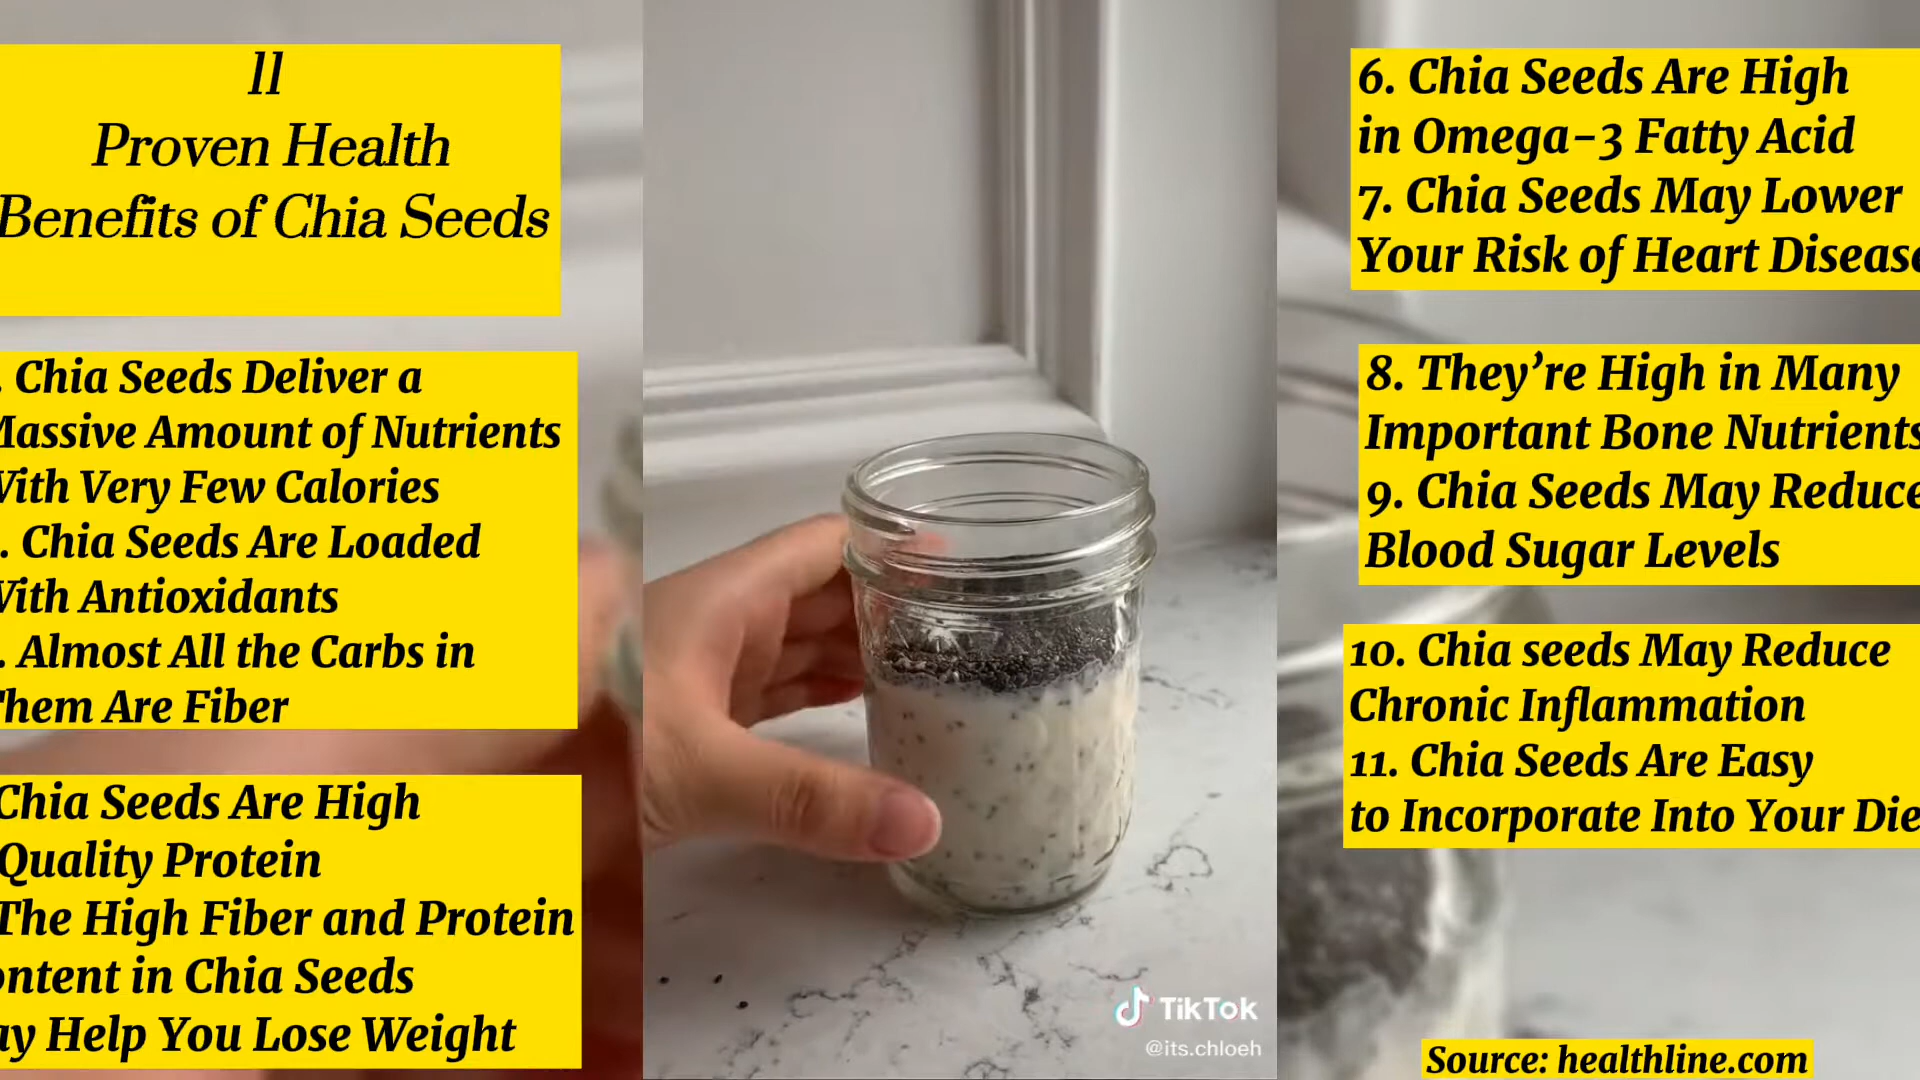 11
Proven Health
Benefits of Chia Seeds
. Chia Seeds Deliver a
Massive Amount of Nutrients
With Very Few Calories
. Chia Seeds Are Loaded
With Antioxidants
. Almost All the Carbs in
Them Are Fiber
Chia Seeds Are High
Quality Protein
The High Fiber and Protein
ontent in Chia Seeds
ay Help You Lose Weight
6. Chia Seeds Are High
in Omega-3 Fatty Acid
7. Chia Seeds May Lower
Your Risk of Heart Disease
8. They're High in Many
Important Bone Nutrients
9. Chia Seeds May Reduce
Blood Sugar Levels
10. Chia seeds May Reduce
Chronic Inflammation
11. Chia Seeds Are Easy
to Incorporate Into Your Die
TikTok
@its.chloeh
Source: healthline.com